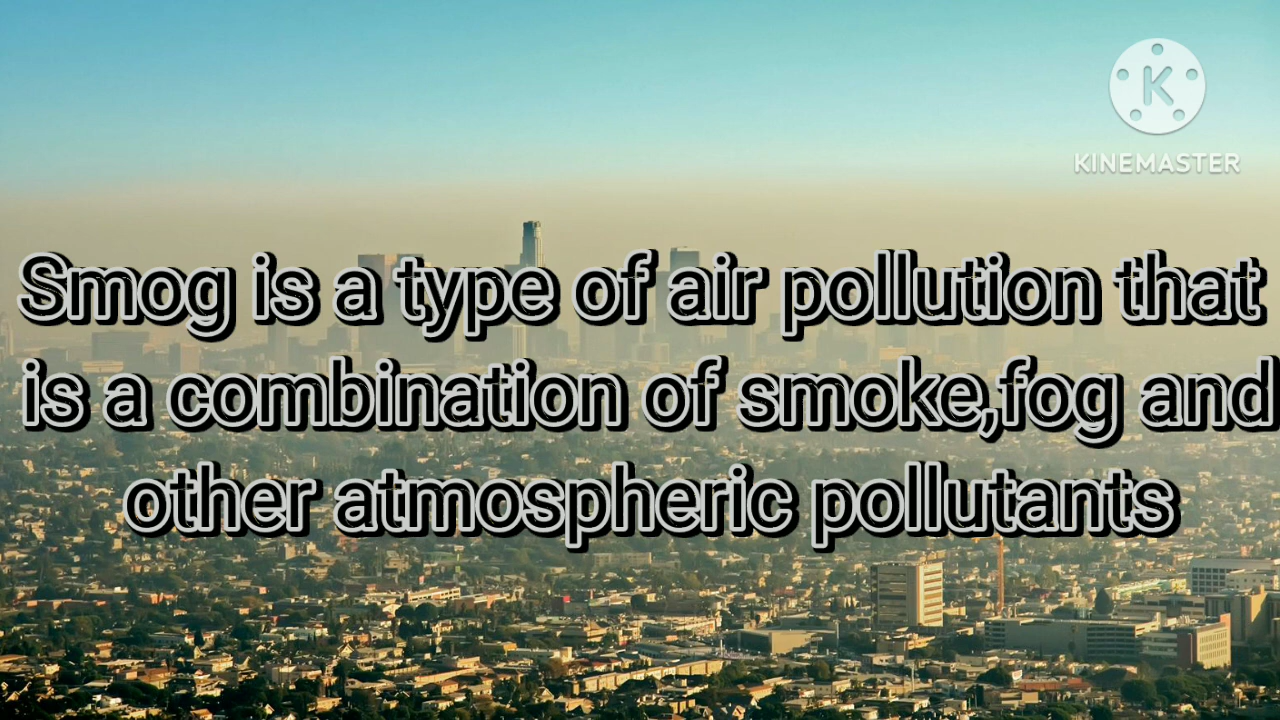 K
KINEMASTER
Smog is a type of air pollution that
is a combination of smoke,fog and
other atmospheric pollutants